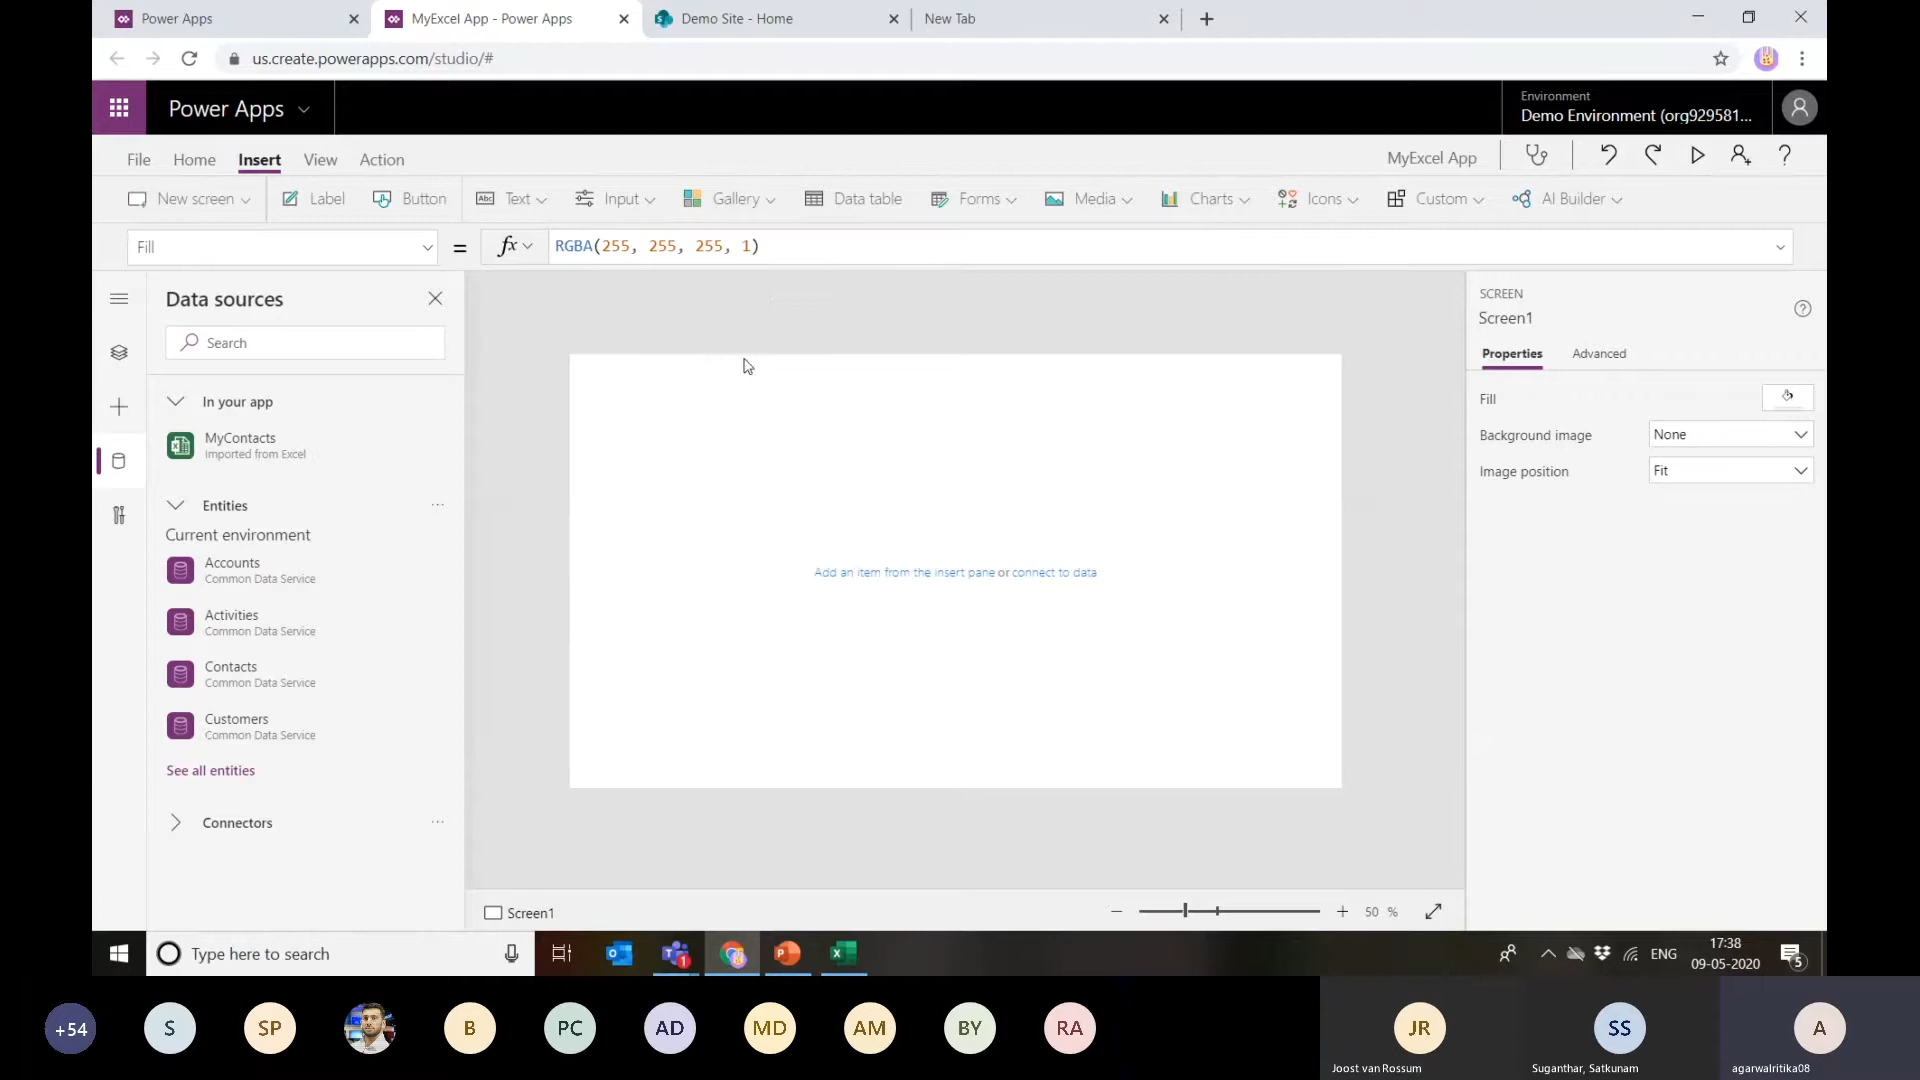 Power Apps
MyExcel App - Power Apps
Demo Site - Home
New Tab
us.create.powerapps.com/studio/#
Power Apps
Environment
Demo Environment (org929581...
File Home Insert View Action
MyExcel App
New screen Label Button Text Input Gallery Data table Forms Media Charts Icons Custom AI Builder
Fill = fx RGBA(255, 255, 255, 1)
Data sources
Search
In your app
MyContacts
Imported from Excel
Entities
Current environment
Accounts
Common Data Service
Activities
Common Data Service
Contacts
Common Data Service
Customers
Common Data Service
See all entities
Connectors
Add an item from the insert pane or connect to data
SCREEN
Screen1
Properties Advanced
Fill
Background image None
Image position Fit
Screen1
50 %
Type here to search
ENG
17:38
09-05-2020
5
+54 S SP B PC AD MD AM BY RA JR SS A
Joost van Rossum
Suganthar, Satkunam
agarwalritika08